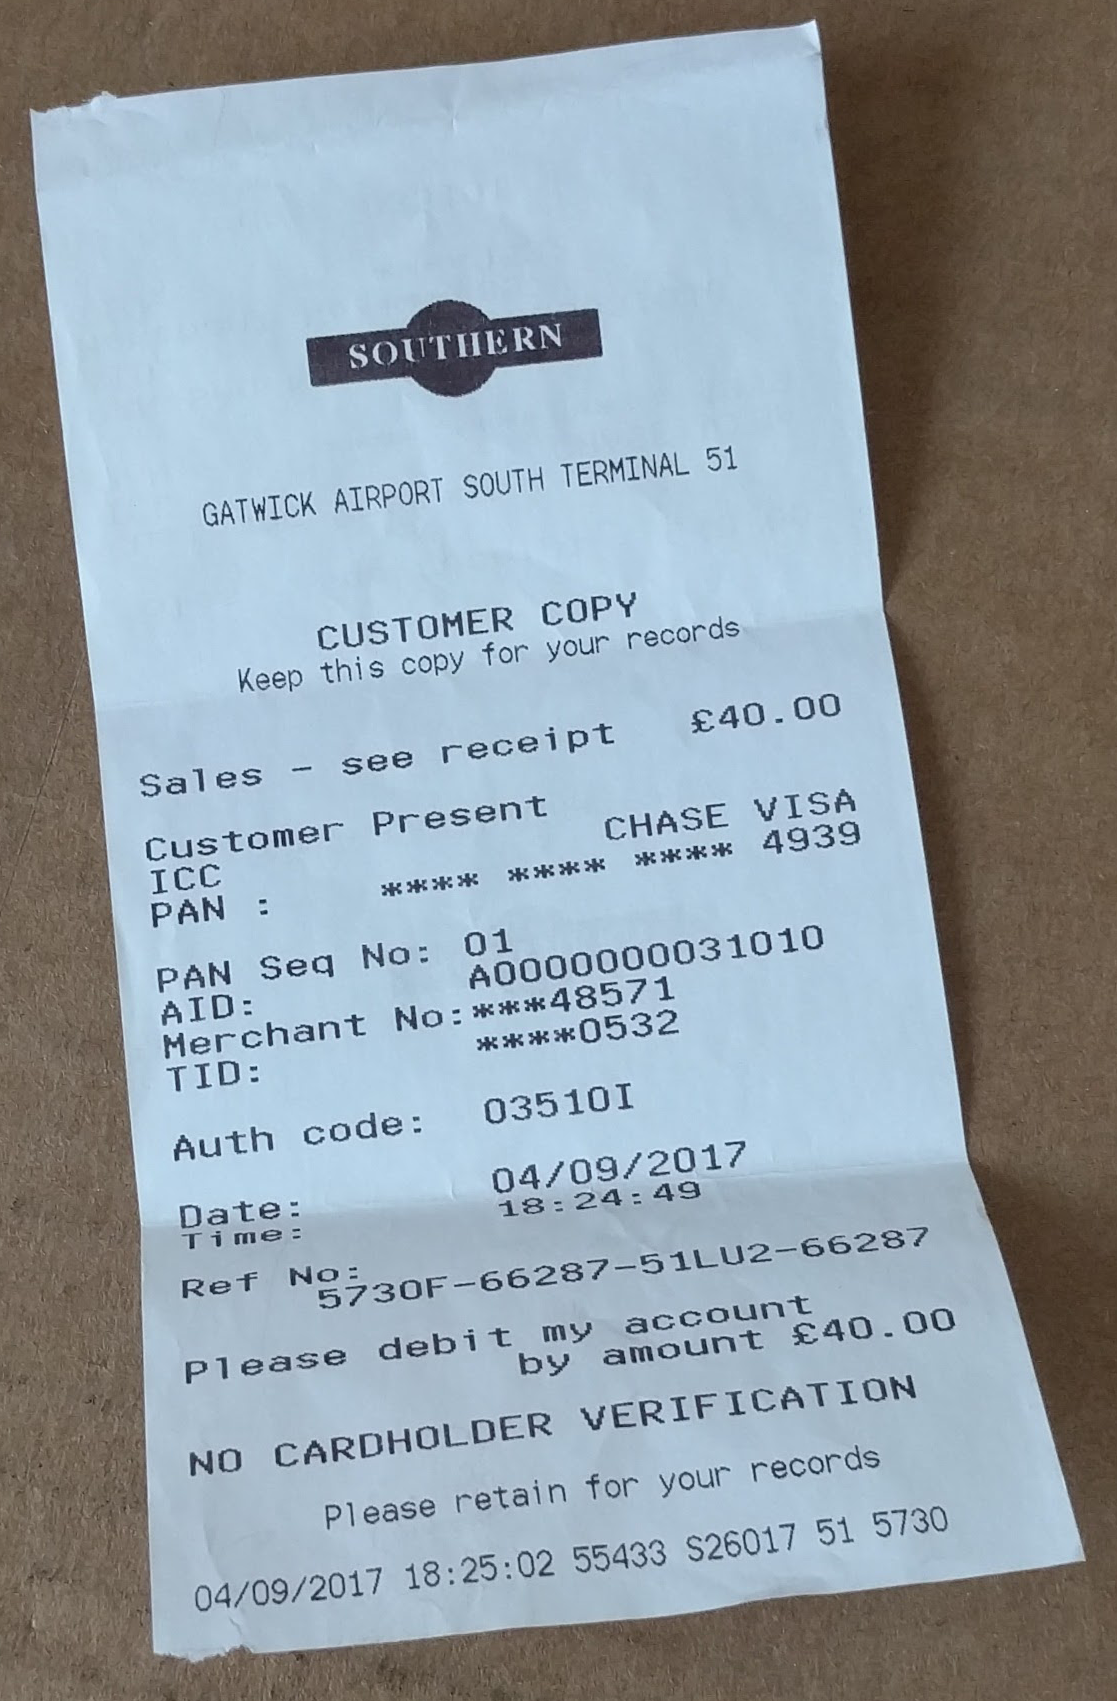 SOUTHERN
GATWICK AIRPORT SOUTH TERMINAL 51
CUSTOMER COPY
Keep this copy for your records
Sales - see receipt £40.00
Customer Present
ICC CHASE VISA
PAN : **** **** **** 4939
PAN Seq No: 01
AID: A0000000031010
Merchant No:***48571
TID: ****0532
Auth code: 03510I
Date: 04/09/2017
Time: 18:24:49
Ref No:
5730F-66287-51LU2-66287
Please debit my account
by amount £40.00
NO CARDHOLDER VERIFICATION
Please retain for your records
04/09/2017 18:25:02 55433 S26017 51 5730